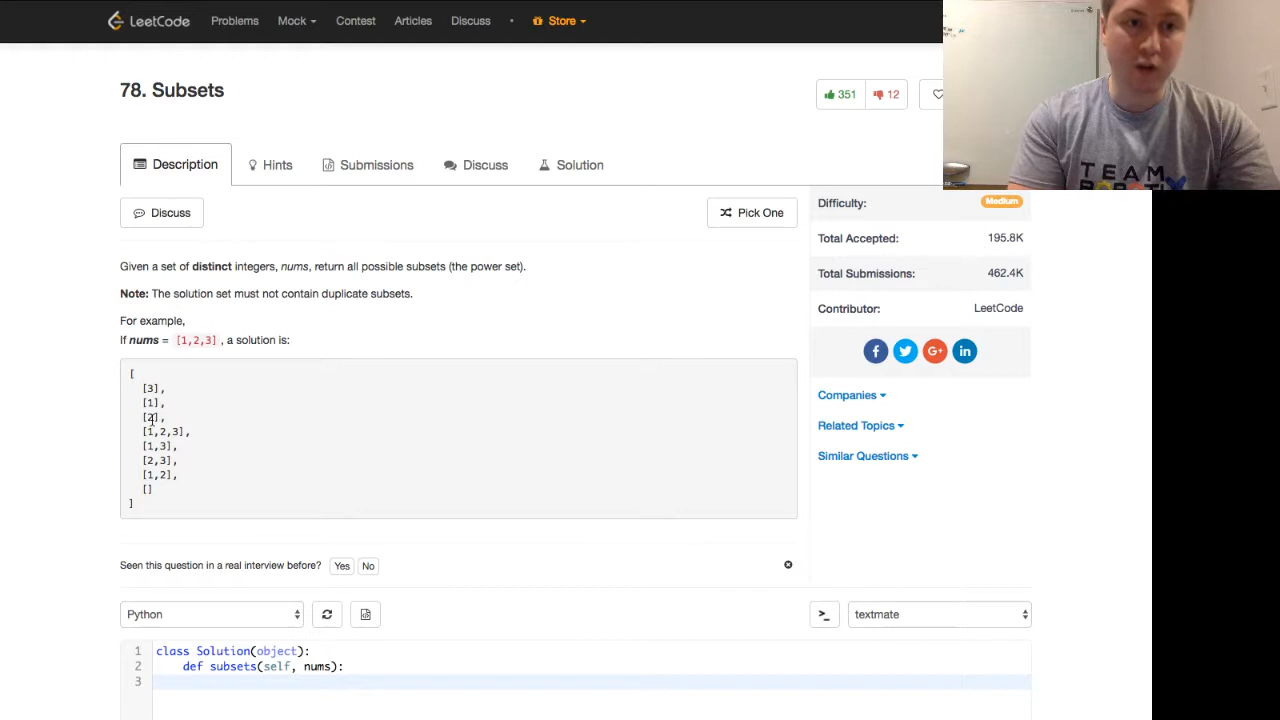 LeetCode Problems Mock Contest Articles Discuss • Store
78. Subsets
351 12
Description Hints Submissions Discuss Solution
Discuss Pick One
Given a set of distinct integers, nums, return all possible subsets (the power set).
Note: The solution set must not contain duplicate subsets.
For example,
If nums = [1,2,3], a solution is:
[
[3],
[1],
[2],
[1,2,3],
[1,3],
[2,3],
[1,2],
[]
]
Seen this question in a real interview before? Yes No
Difficulty: Medium
Total Accepted: 195.8K
Total Submissions: 462.4K
Contributor: LeetCode
Companies
Related Topics
Similar Questions
Python >_ textmate
1 class Solution(object):
2 def subsets(self, nums):
3
TEAM